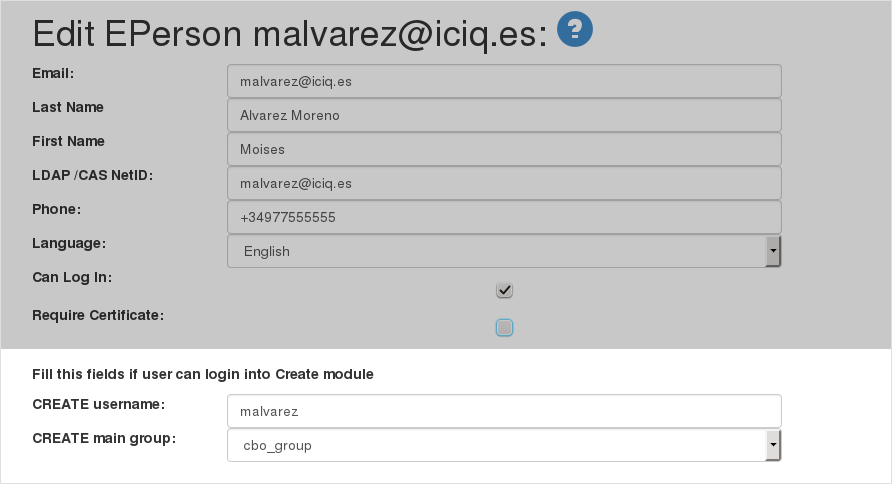 Edit EPerson malvarez@iciq.es: ?
Email: malvarez@iciq.es
Last Name Alvarez Moreno
First Name Moises
LDAP /CAS NetID: malvarez@iciq.es
Phone: +34977555555
Language: English
Can Log In:
Require Certificate:
Fill this fields if user can login into Create module
CREATE username: malvarez
CREATE main group: cbo_group